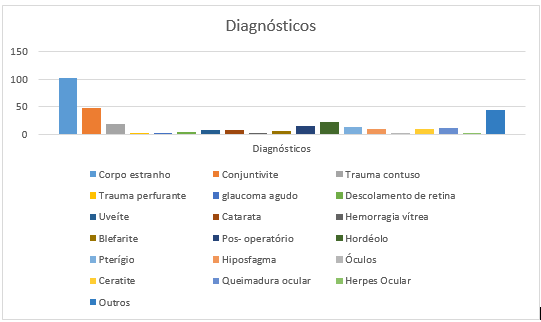 Diagnósticos
150
100
50
0
Diagnósticos
Corpo estranho Conjuntivite Trauma contuso
Trauma perfurante glaucoma agudo Descolamento de retina
Uveíte Catarata Hemorragia vítrea
Blefarite Pos- operatório Hordéolo
Pterígio Hiposfagma Óculos
Ceratite Queimadura ocular Herpes Ocular
Outros